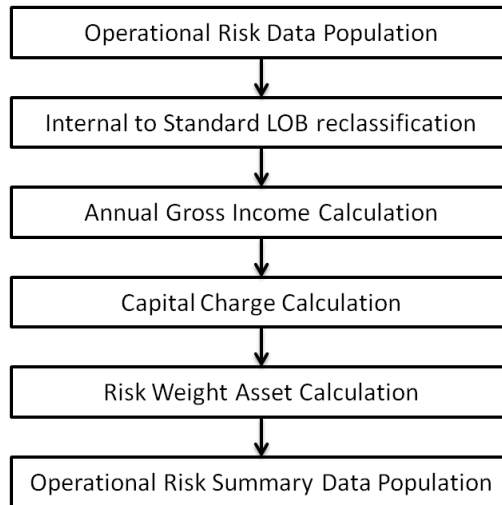 Operational Risk Data Population
Internal to Standard LOB reclassification
Annual Gross Income Calculation
Capital Charge Calculation
Risk Weight Asset Calculation
Operational Risk Summary Data Population